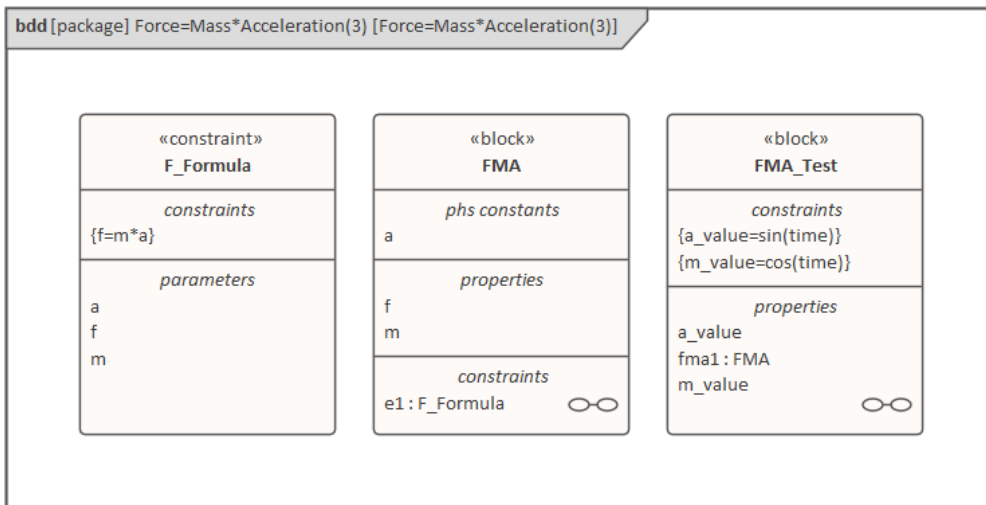 bdd [package] Force=Mass*Acceleration(3) [Force=Mass*Acceleration(3)]
«constraint»
F_Formula
constraints
{f=m*a}
parameters
a
f
m
«block»
FMA
phs constants
a
properties
f
m
constraints
e1 : F_Formula
«block»
FMA_Test
constraints
{a_value=sin(time)}
{m_value=cos(time)}
properties
a_value
fma1 : FMA
m_value